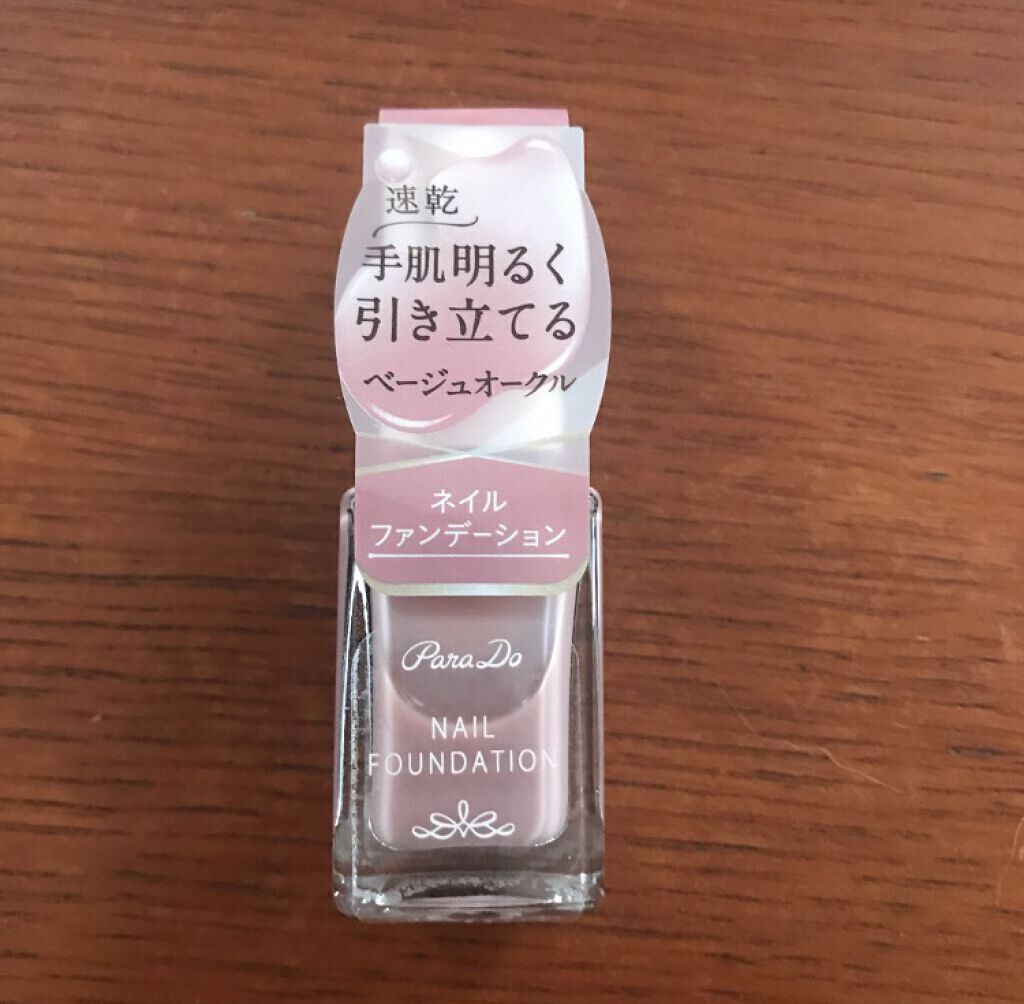 速乾
手肌明るく
引き立てる
ベージュオークル
ネイル
ファンデーション
Para Do
NAIL
FOUNDATION